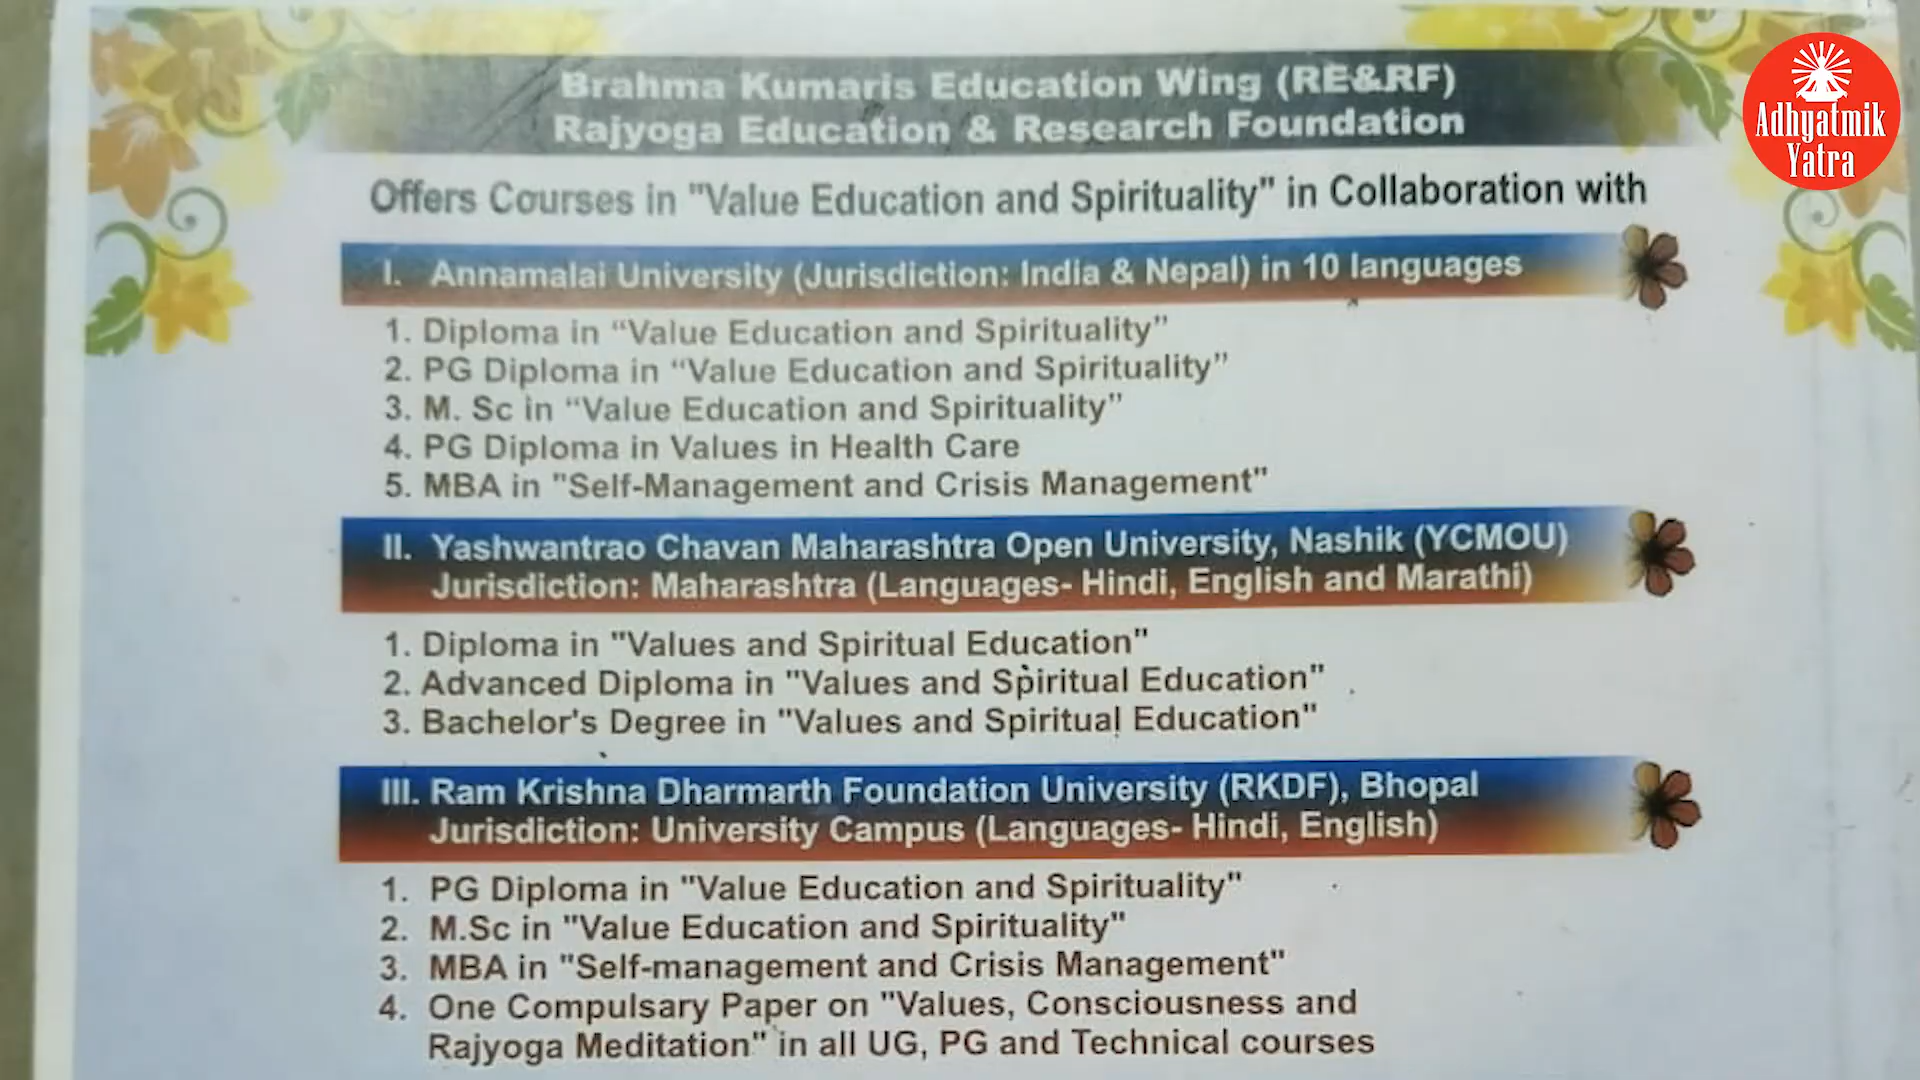 Brahma Kumaris Education Wing (RE&RF)
Rajyoga Education & Research Foundation
Adhyatmik
Yatra
Offers Courses in "Value Education and Spirituality" in Collaboration with
I. Annamalai University (Jurisdiction: India & Nepal) in 10 languages
1. Diploma in “Value Education and Spirituality”
2. PG Diploma in “Value Education and Spirituality”
3. M. Sc in “Value Education and Spirituality”
4. PG Diploma in Values in Health Care
5. MBA in "Self-Management and Crisis Management"
II. Yashwantrao Chavan Maharashtra Open University, Nashik (YCMOU)
Jurisdiction: Maharashtra (Languages- Hindi, English and Marathi)
1. Diploma in "Values and Spiritual Education"
2. Advanced Diploma in "Values and Spiritual Education"
3. Bachelor's Degree in "Values and Spiritual Education"
III. Ram Krishna Dharmarth Foundation University (RKDF), Bhopal
Jurisdiction: University Campus (Languages- Hindi, English)
1. PG Diploma in "Value Education and Spirituality"
2. M.Sc in "Value Education and Spirituality"
3. MBA in "Self-management and Crisis Management"
4. One Compulsary Paper on "Values, Consciousness and
Rajyoga Meditation" in all UG, PG and Technical courses